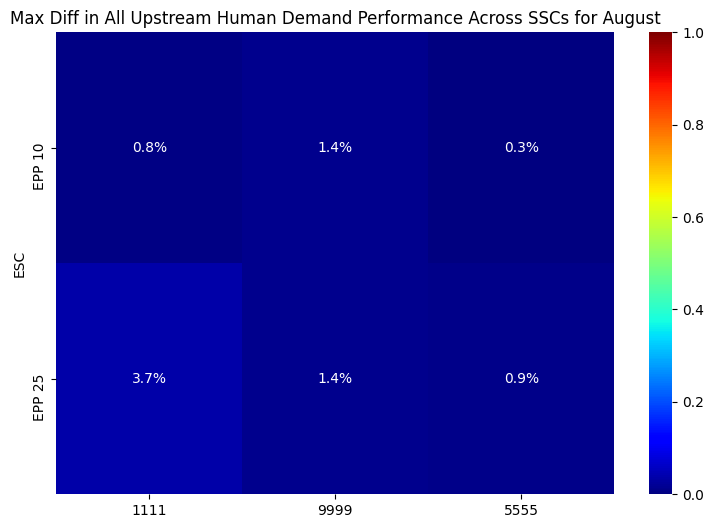 Max Diff in All Upstream Human Demand Performance Across SSCs for August
1.0
0.8
0.6
0.4
0.2
0.0
ESC
EPP 10
0.8% 1.4% 0.3%
EPP 25
3.7% 1.4% 0.9%
1111 9999 5555